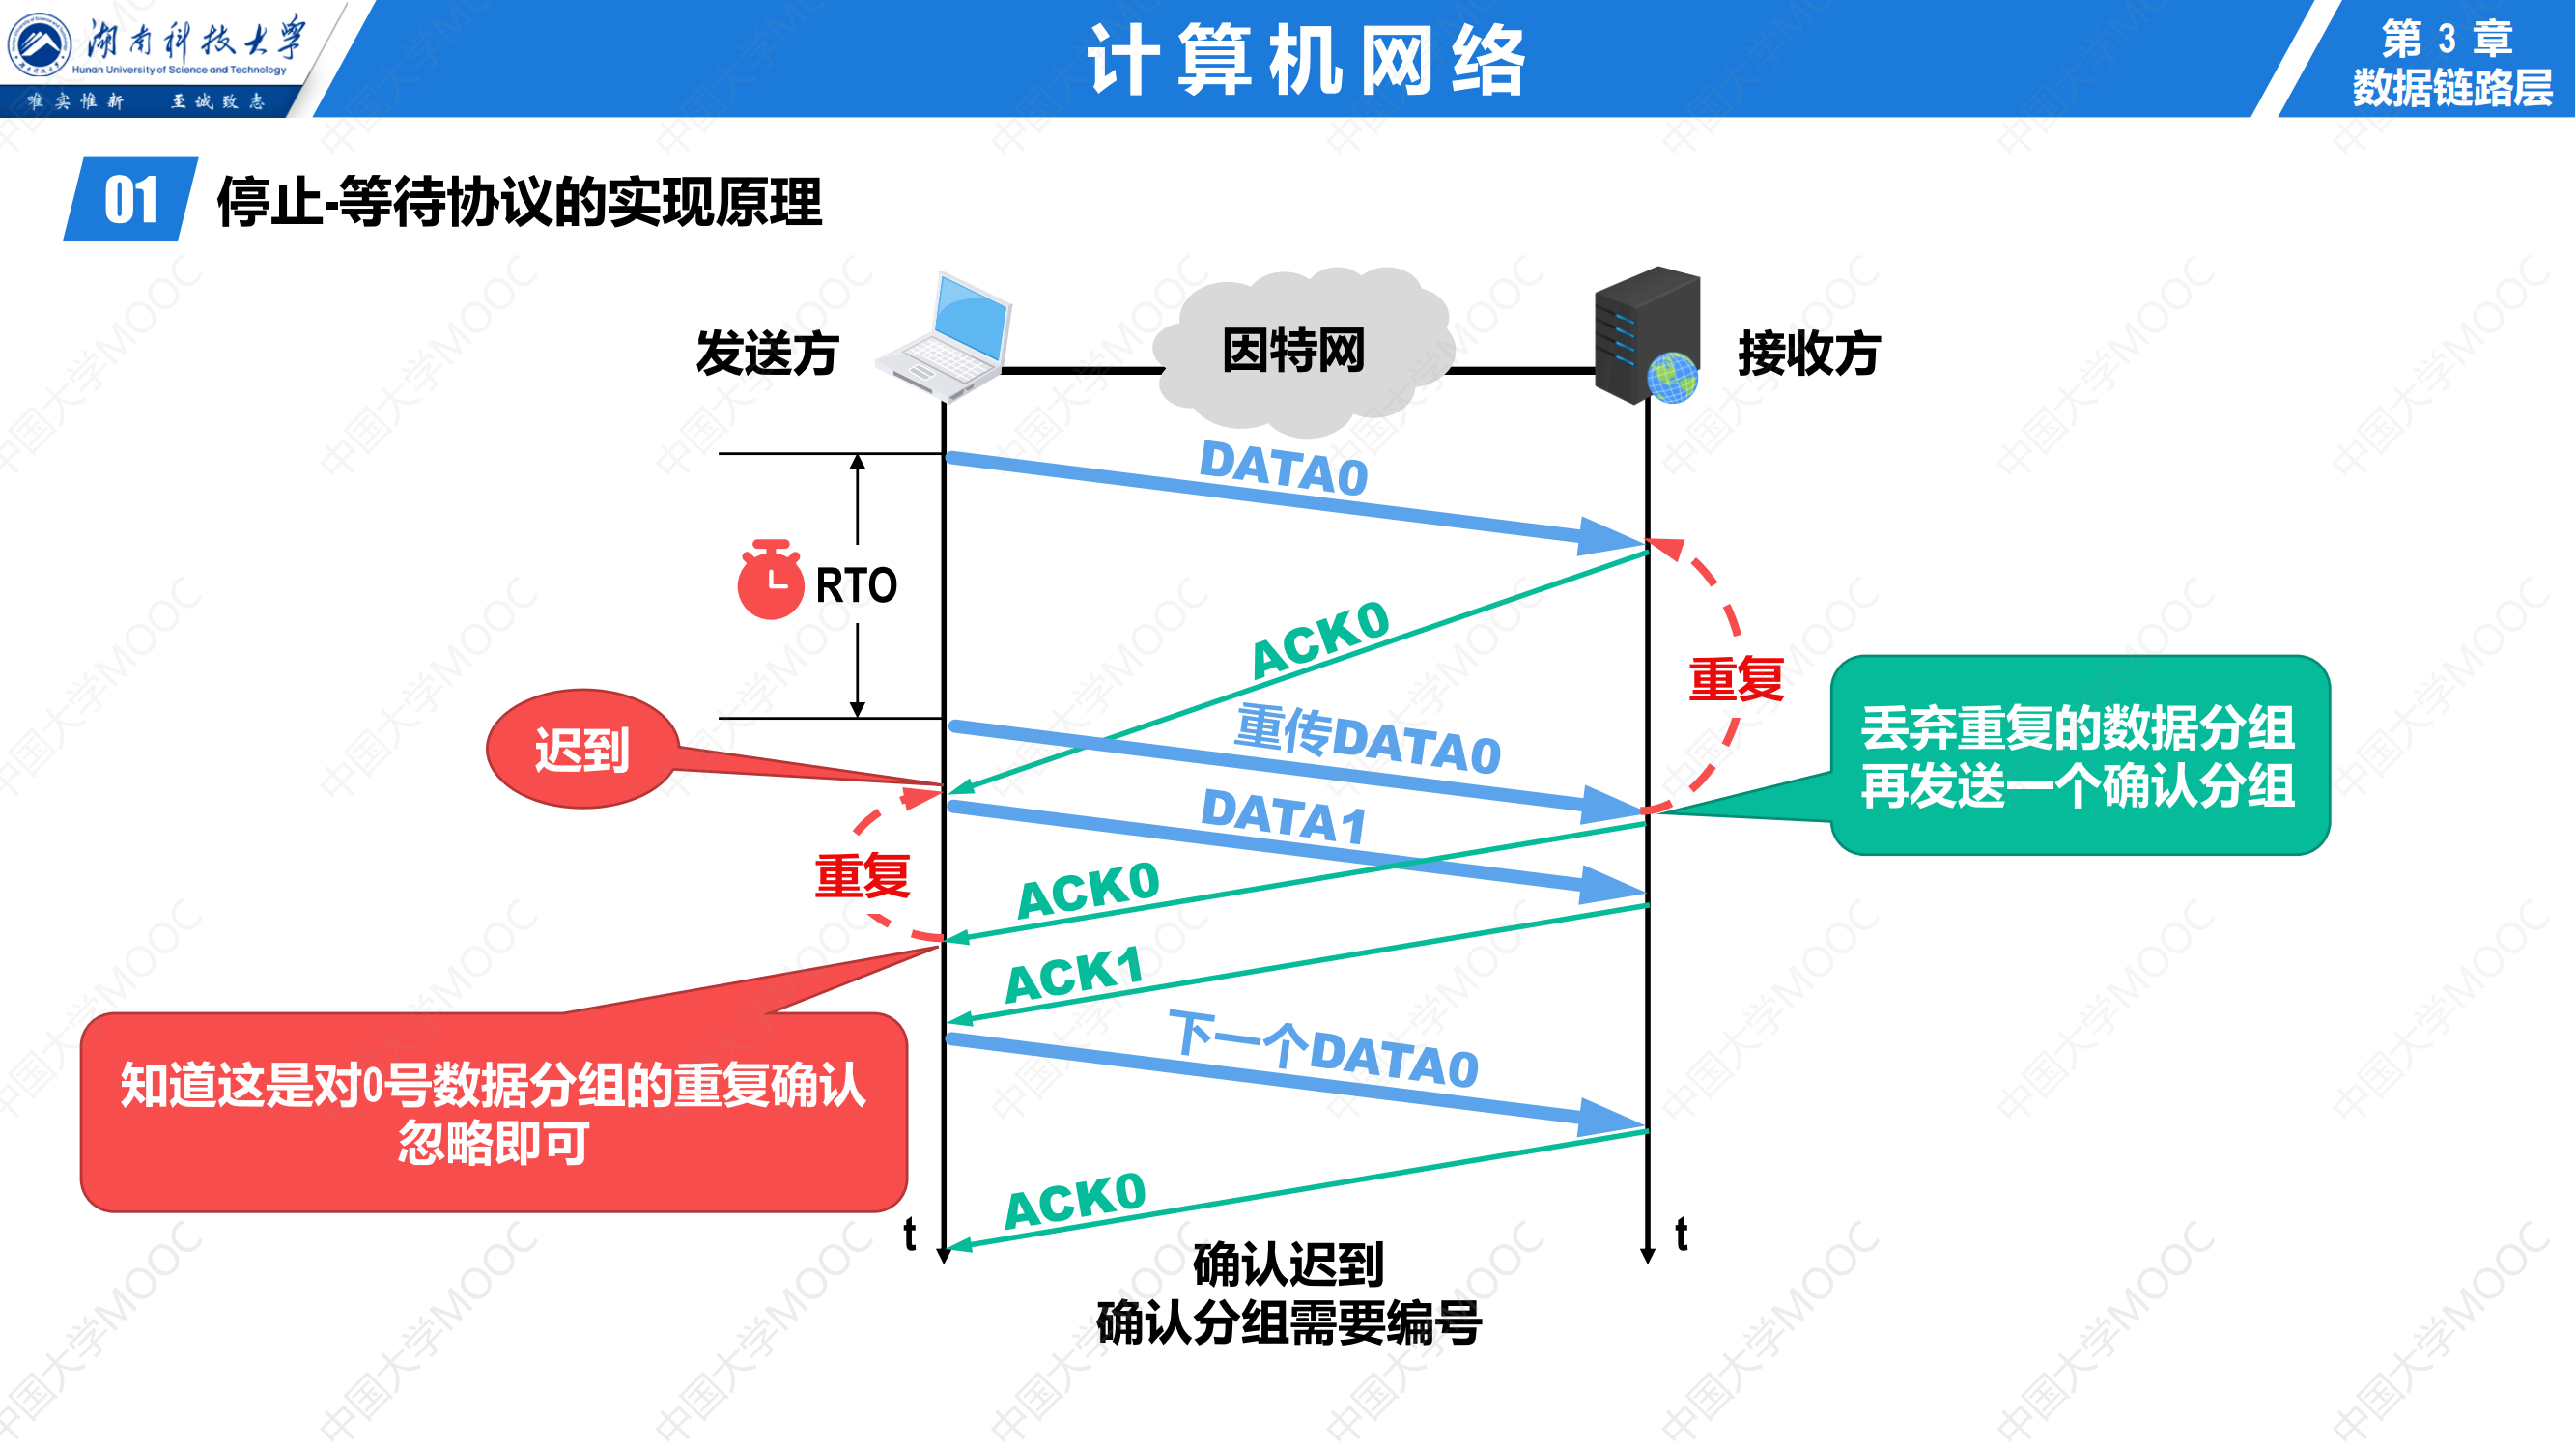 湖南科技大学
Hunan University of Science and Technology
唯实惟新 至诚致志
计算机网络
第 3 章
数据链路层
01 停止-等待协议的实现原理
发送方
因特网
接收方
DATA0
RTO
ACK0
重复
迟到
重传DATA0
丢弃重复的数据分组
再发送一个确认分组
DATA1
重复
ACK0
ACK1
下一个DATA0
知道这是对0号数据分组的重复确认
忽略即可
ACK0
t
t
确认迟到
确认分组需要编号
中国大学MOOC